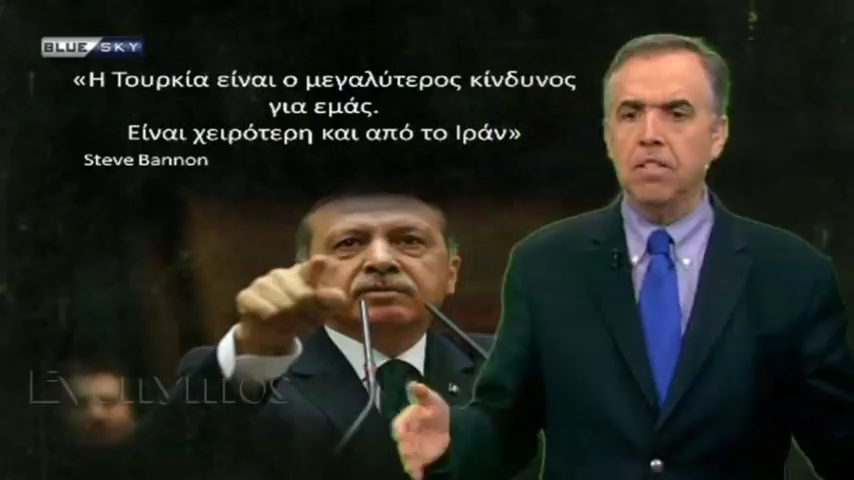 BLUE SKY
«Η Τουρκία είναι ο μεγαλύτερος κίνδυνος
για εμάς.
Είναι χειρότερη και από το Ιράν»
Steve Bannon